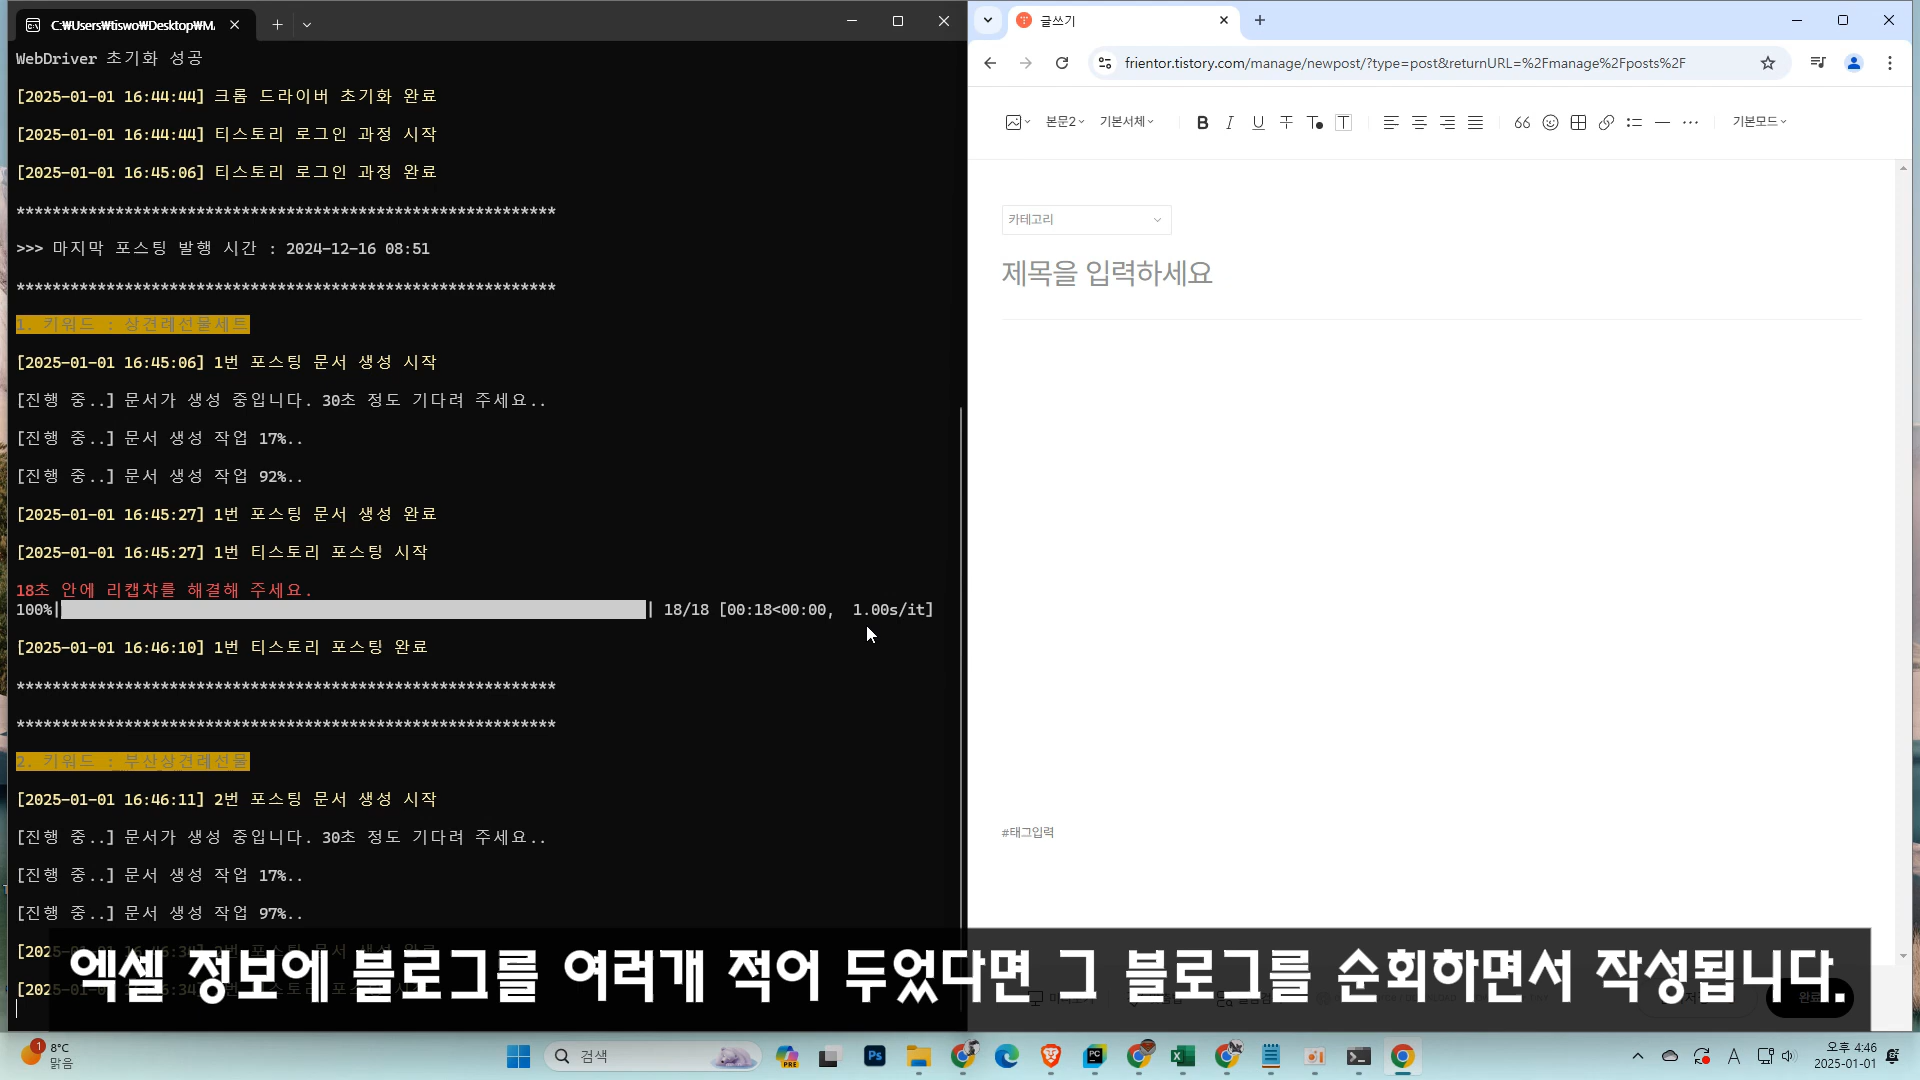 C:₩Users₩tiswo₩Desktop₩M
WebDriver 초기화 성공
[2025-01-01 16:44:44] 크롬 드라이버 초기화 완료
[2025-01-01 16:44:44] 티스토리 로그인 과정 시작
[2025-01-01 16:45:06] 티스토리 로그인 과정 완료
************************************************************
>>> 마지막 포스팅 발행 시간 : 2024-12-16 08:51
************************************************************
1. 키워드 : 상견례선물세트
[2025-01-01 16:45:06] 1번 포스팅 문서 생성 시작
[진행 중..] 문서가 생성 중입니다. 30초 정도 기다려 주세요..
[진행 중..] 문서 생성 작업 17%..
[진행 중..] 문서 생성 작업 92%..
[2025-01-01 16:45:27] 1번 포스팅 문서 생성 완료
[2025-01-01 16:45:27] 1번 티스토리 포스팅 시작
18초 안에 리캡챠를 해결해 주세요.
100%| | 18/18 [00:18<00:00, 1.00s/it]
[2025-01-01 16:46:10] 1번 티스토리 포스팅 완료
************************************************************
************************************************************
2. 키워드 : 부산상견례선물
[2025-01-01 16:46:11] 2번 포스팅 문서 생성 시작
[진행 중..] 문서가 생성 중입니다. 30초 정도 기다려 주세요..
[진행 중..] 문서 생성 작업 17%..
[진행 중..] 문서 생성 작업 97%..
글쓰기
frientor.tistory.com/manage/newpost/?type=post&returnURL=%2Fmanage%2Fposts%2F
본문2 기본서체 B I U T T T 66 기본모드
카테고리
제목을 입력하세요
#태그입력
엑셀 정보에 블로그를 여러개 적어 두었다면 그 블로그를 순회하면서 작성됩니다.
완료
1 8°C
맑음
검색
PRE
Ps
PC
A
오후 4:46
2025-01-01